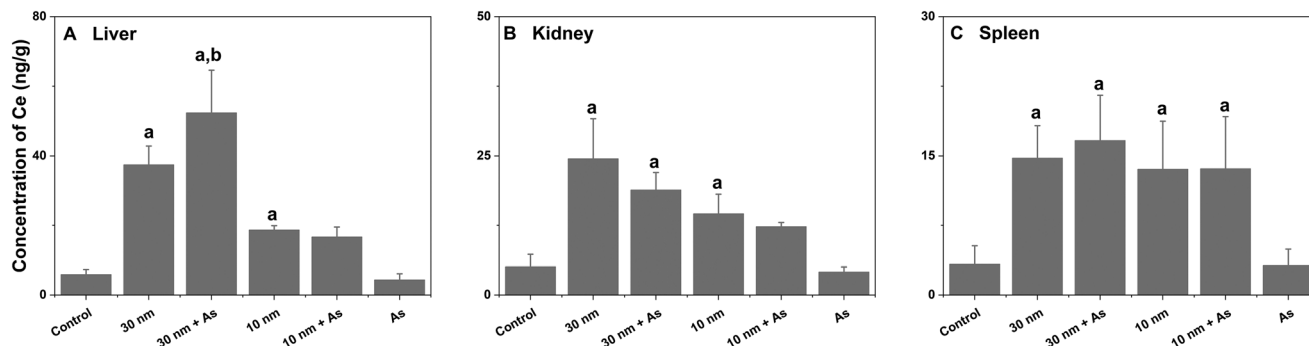 Concentration of Ce (ng/g)
A Liver
80
40
0
a
a,b
a
Control
30 nm
30 nm + As
10 nm
10 nm + As
As
B Kidney
50
25
0
a
a
a
Control
30 nm
30 nm + As
10 nm
10 nm + As
As
C Spleen
30
15
0
a
a
a
a
Control
30 nm
30 nm + As
10 nm
10 nm + As
As